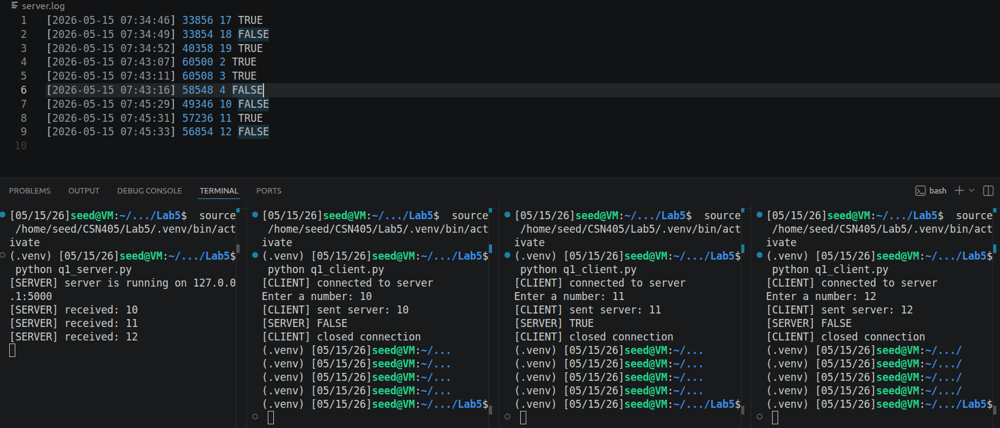 server.log
1 [2026-05-15 07:34:46] 33856 17 TRUE
2 [2026-05-15 07:34:49] 33854 18 FALSE
3 [2026-05-15 07:34:52] 40358 19 TRUE
4 [2026-05-15 07:43:07] 60500 2 TRUE
5 [2026-05-15 07:43:11] 60508 3 TRUE
6 [2026-05-15 07:43:16] 58548 4 FALSE
7 [2026-05-15 07:45:29] 49346 10 FALSE
8 [2026-05-15 07:45:31] 57236 11 TRUE
9 [2026-05-15 07:45:33] 56854 12 FALSE
10
PROBLEMS OUTPUT DEBUG CONSOLE TERMINAL PORTS bash
[05/15/26]seed@VM:~/.../Lab5$  source
 /home/seed/CSN405/Lab5/.venv/bin/act
ivate
(.venv) [05/15/26]seed@VM:~/.../Lab5$
 python q1_server.py
[SERVER] server is running on 127.0.0
.1:5000
[SERVER] received: 10
[SERVER] received: 11
[SERVER] received: 12
[05/15/26]seed@VM:~/.../Lab5$  source
 /home/seed/CSN405/Lab5/.venv/bin/act
ivate
(.venv) [05/15/26]seed@VM:~/.../Lab5$
 python q1_client.py
[CLIENT] connected to server
Enter a number: 10
[CLIENT] sent server: 10
[SERVER] FALSE
[CLIENT] closed connection
(.venv) [05/15/26]seed@VM:~/...
(.venv) [05/15/26]seed@VM:~/...
(.venv) [05/15/26]seed@VM:~/...
(.venv) [05/15/26]seed@VM:~/...
(.venv) [05/15/26]seed@VM:~/.../Lab5$
[05/15/26]seed@VM:~/.../Lab5$  source
 /home/seed/CSN405/Lab5/.venv/bin/act
ivate
(.venv) [05/15/26]seed@VM:~/.../Lab5$
 python q1_client.py
[CLIENT] connected to server
Enter a number: 11
[CLIENT] sent server: 11
[SERVER] TRUE
[CLIENT] closed connection
(.venv) [05/15/26]seed@VM:~/...
(.venv) [05/15/26]seed@VM:~/...
(.venv) [05/15/26]seed@VM:~/...
(.venv) [05/15/26]seed@VM:~/...
(.venv) [05/15/26]seed@VM:~/.../Lab5$
[05/15/26]seed@VM:~/.../Lab5$  source
 /home/seed/CSN405/Lab5/.venv/bin/act
ivate
(.venv) [05/15/26]seed@VM:~/.../Lab5$
 python q1_client.py
[CLIENT] connected to server
Enter a number: 12
[CLIENT] sent server: 12
[SERVER] FALSE
[CLIENT] closed connection
(.venv) [05/15/26]seed@VM:~/.../
(.venv) [05/15/26]seed@VM:~/.../
(.venv) [05/15/26]seed@VM:~/.../
(.venv) [05/15/26]seed@VM:~/.../
(.venv) [05/15/26]seed@VM:~/.../Lab5$